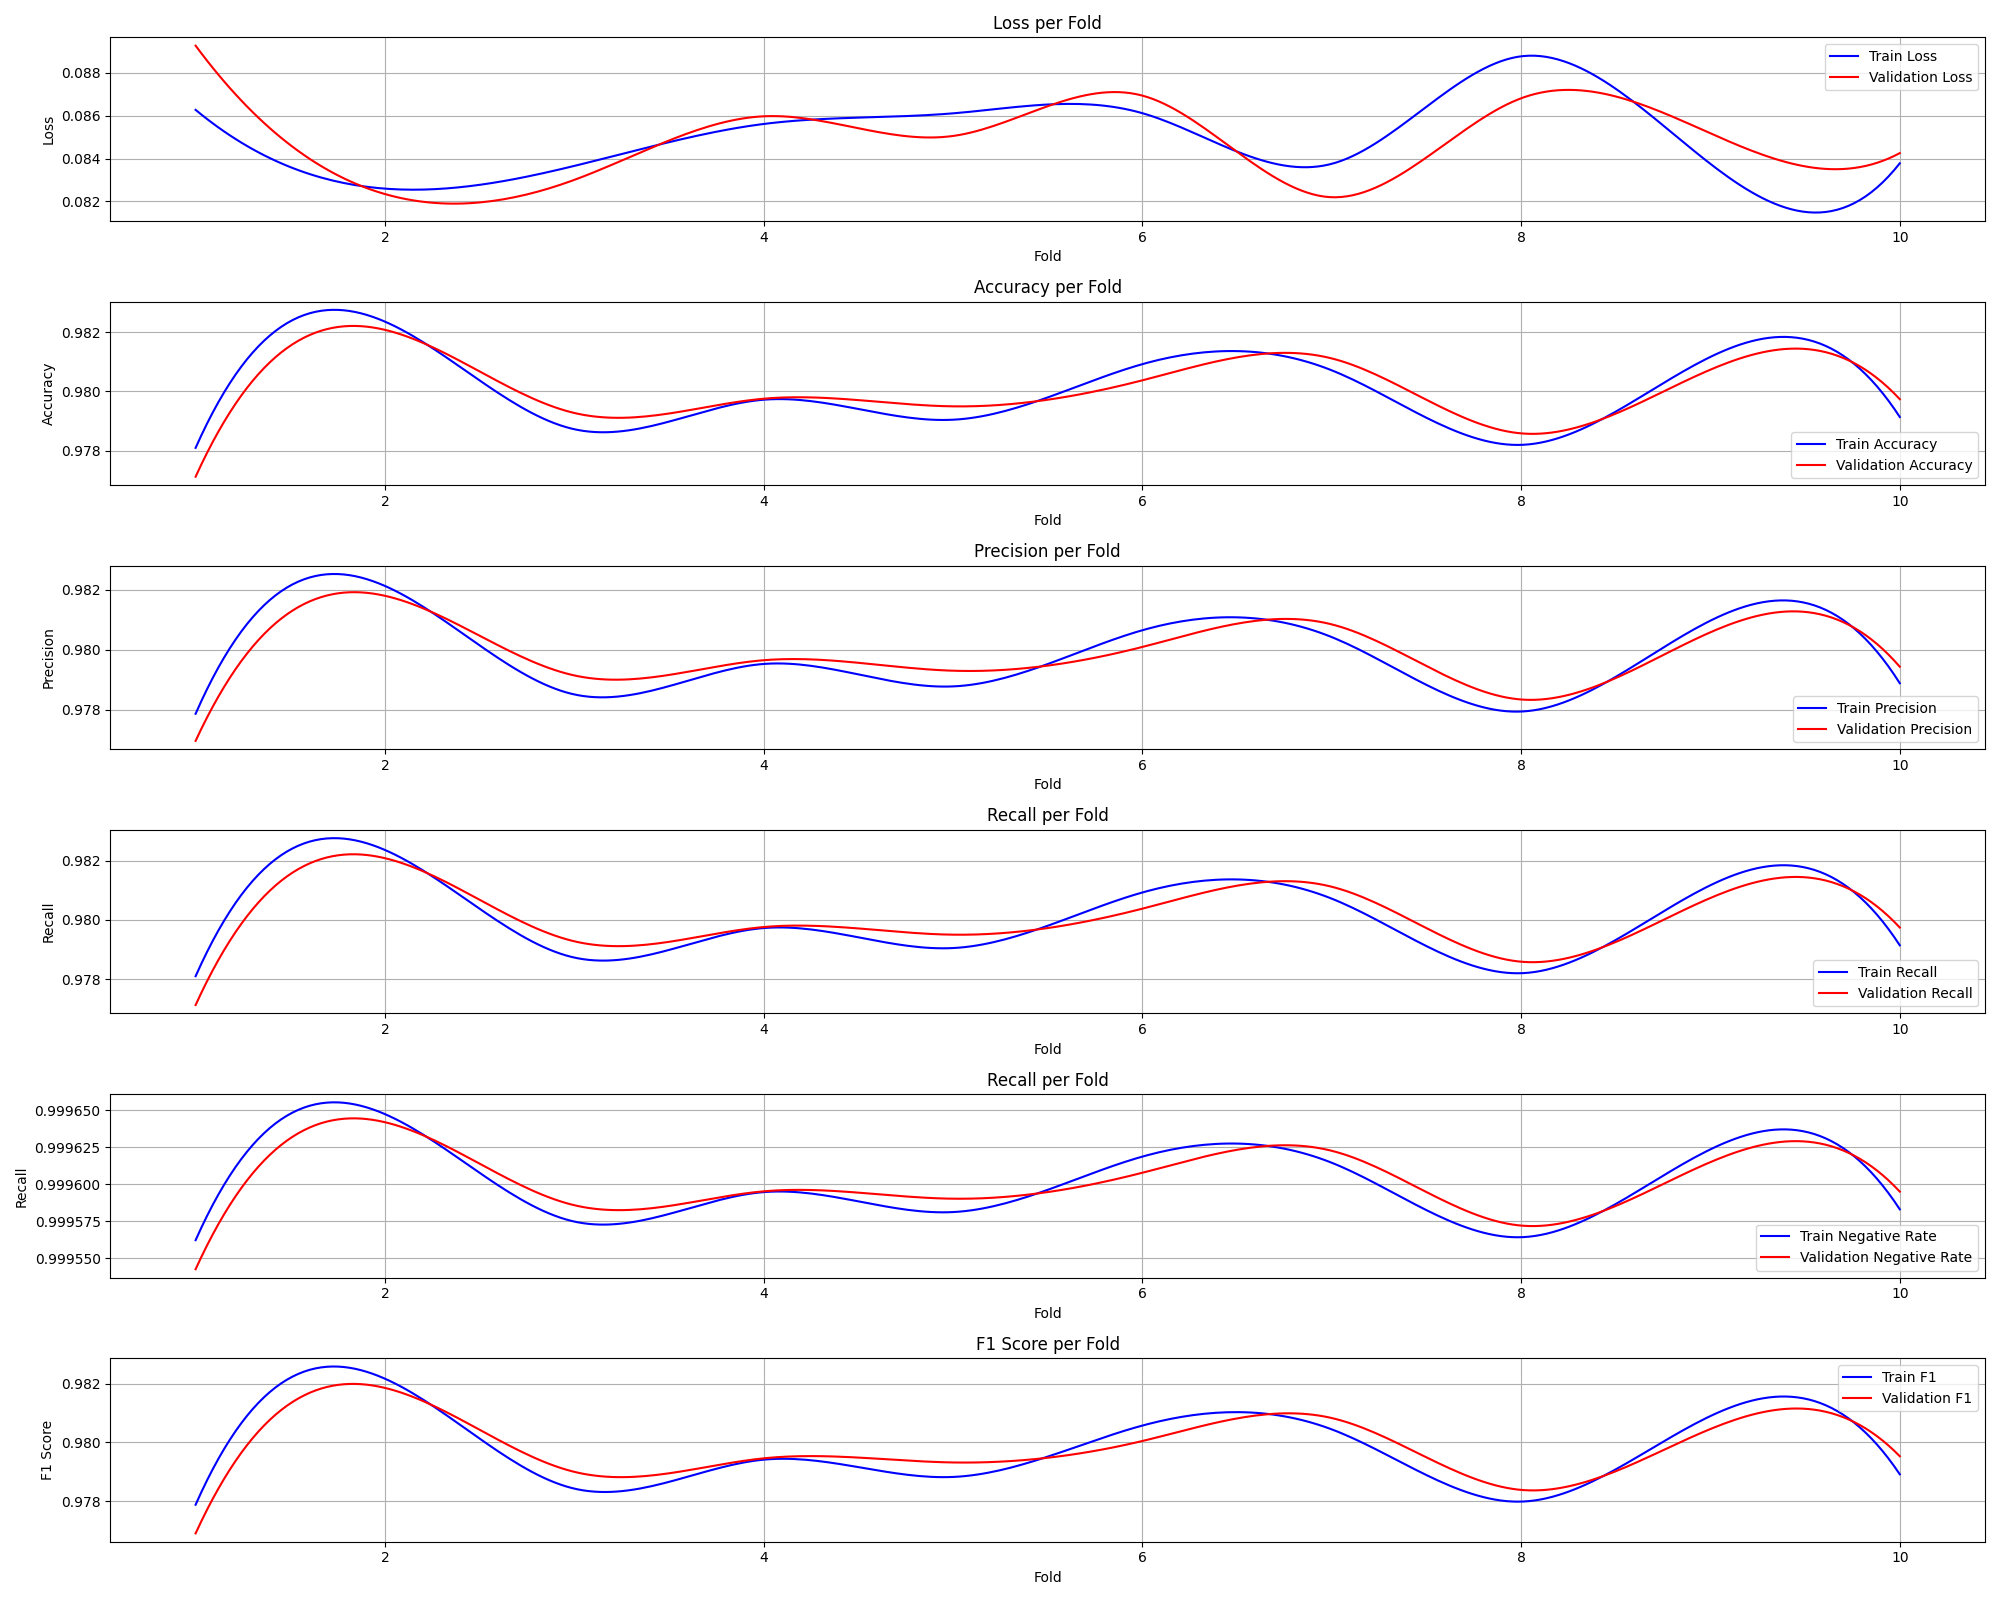 Loss per Fold
0.088
0.086
0.084
0.082
Loss
Train Loss
Validation Loss
2 4 6 8 10
Fold
Accuracy per Fold
0.982
0.980
0.978
Accuracy
Train Accuracy
Validation Accuracy
2 4 6 8 10
Fold
Precision per Fold
0.982
0.980
0.978
Precision
Train Precision
Validation Precision
2 4 6 8 10
Fold
Recall per Fold
0.982
0.980
0.978
Recall
Train Recall
Validation Recall
2 4 6 8 10
Fold
Recall per Fold
0.999650
0.999625
0.999600
0.999575
0.999550
Recall
Train Negative Rate
Validation Negative Rate
2 4 6 8 10
Fold
F1 Score per Fold
0.982
0.980
0.978
F1 Score
Train F1
Validation F1
2 4 6 8 10
Fold